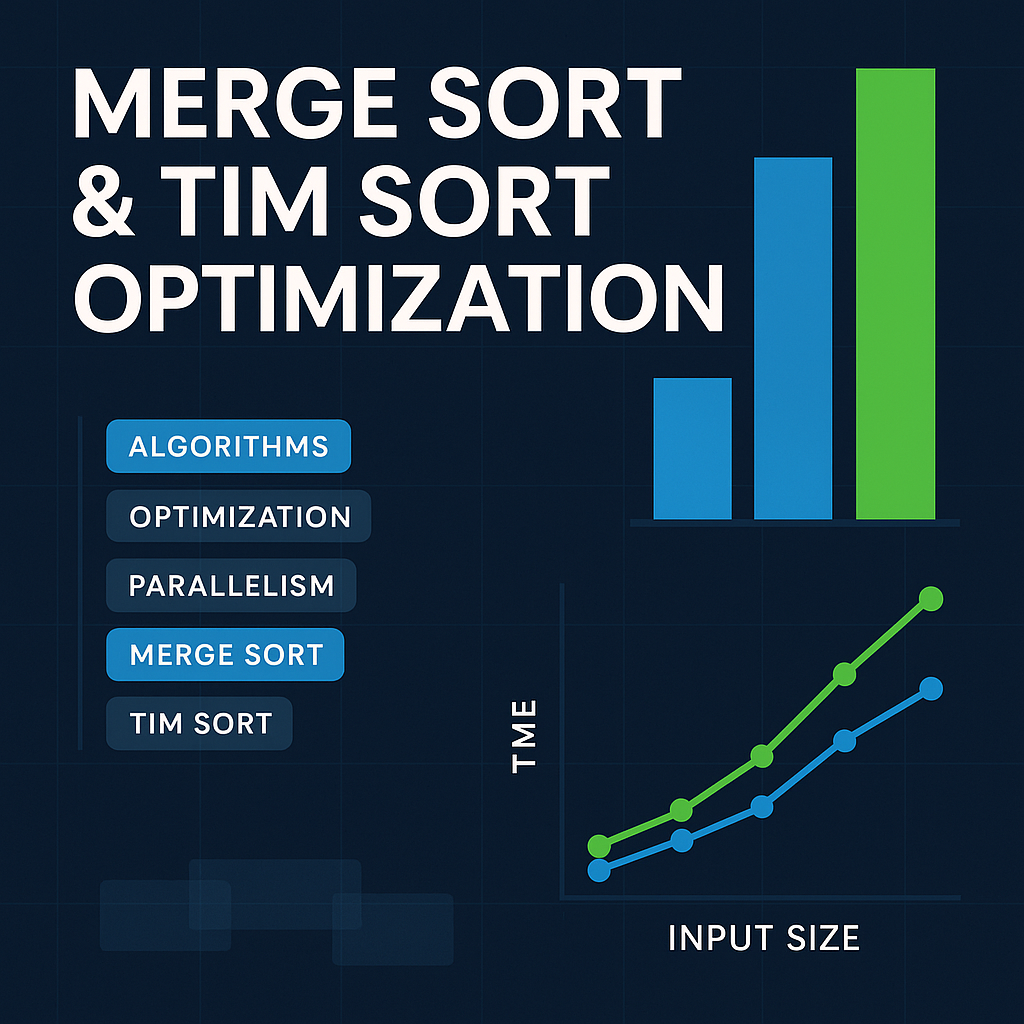 MERGE SORT
& TIM SORT
OPTIMIZATION
ALGORITHMS
OPTIMIZATION
PARALLELISM
MERGE SORT
TIM SORT
TME
INPUT SIZE